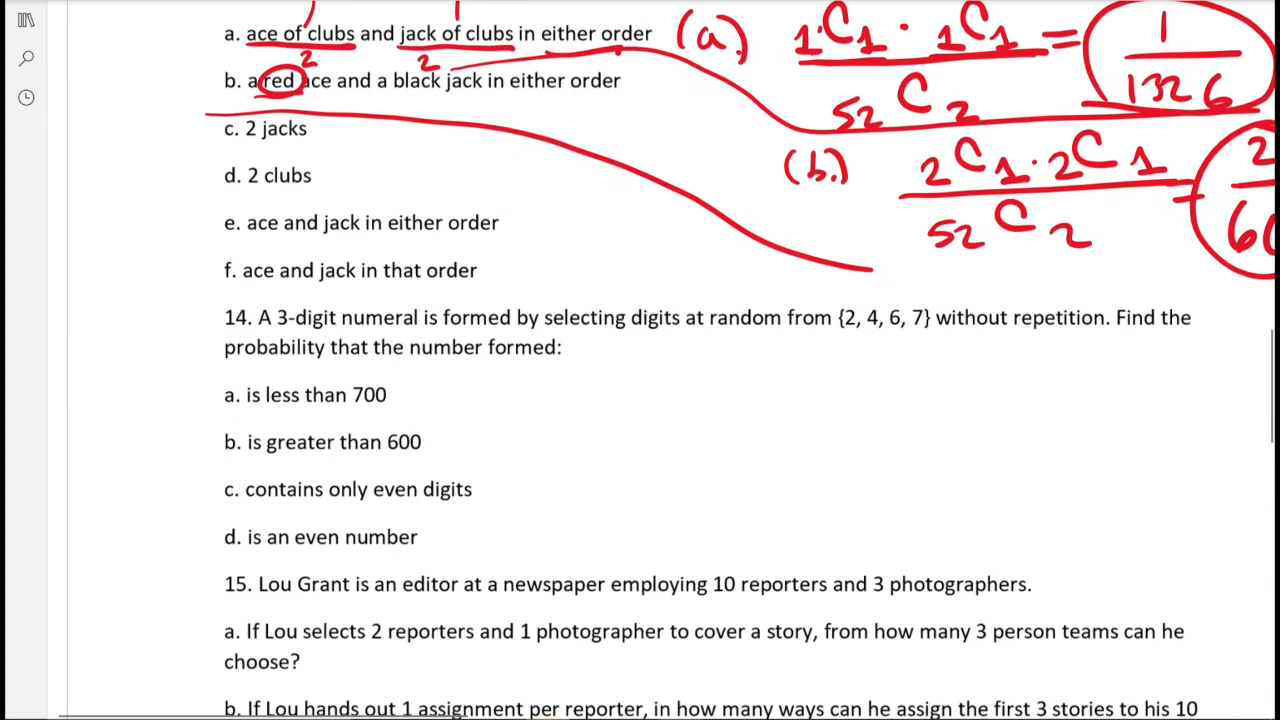 a. ace of clubs and jack of clubs in either order
(a.) 1C1 · 1C1 / 52C2 = 1 / 1326
1
1
b. a red ace and a black jack in either order
2
2
(b.) 2C1 · 2C1 / 52C2 =
c. 2 jacks
d. 2 clubs
e. ace and jack in either order
f. ace and jack in that order
14. A 3-digit numeral is formed by selecting digits at random from {2, 4, 6, 7} without repetition. Find the
probability that the number formed:
a. is less than 700
b. is greater than 600
c. contains only even digits
d. is an even number
15. Lou Grant is an editor at a newspaper employing 10 reporters and 3 photographers.
a. If Lou selects 2 reporters and 1 photographer to cover a story, from how many 3 person teams can he
choose?
b. If Lou hands out 1 assignment per reporter, in how many ways can he assign the first 3 stories to his 10